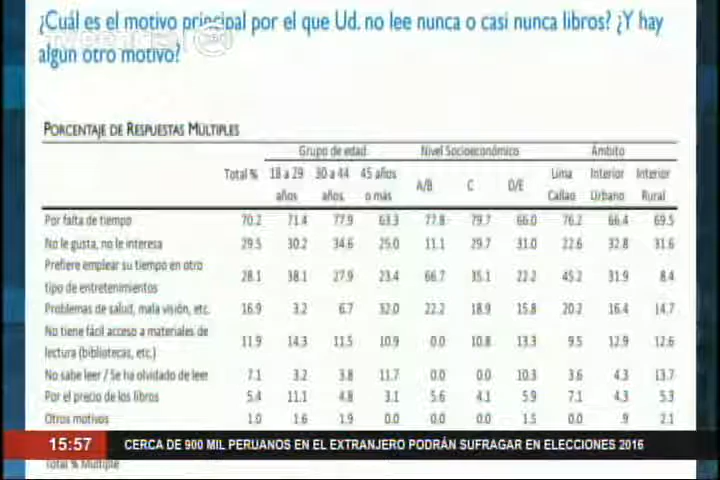 ¿Cuál es el motivo principal por el que Ud. no lee nunca o casi nunca libros? ¿Y hay
algun otro motivo?
PORCENTAJE DE RESPUESTAS MÚLTIPLES
Grupo de edad Nivel Socioeconómico Ámbito
Total % 18 a 29 años 30 a 44 años 45 años o más A/B C D/E Lima Callao Interior Urbano Interior Rural
Por falta de tiempo 70.2 71.4 77.9 63.3 77.8 79.7 66.0 76.2 66.4 69.5
No le gusta, no le interesa 29.5 30.2 34.6 25.0 11.1 29.7 31.0 22.6 32.8 31.6
Prefiere emplear su tiempo en otro
tipo de entretenimientos 28.1 38.1 27.9 23.4 66.7 35.1 22.2 45.2 31.9 8.4
Problemas de salud, mala visión, etc. 16.9 3.2 6.7 32.0 22.2 18.9 15.8 20.2 16.4 14.7
No tiene fácil acceso a materiales de
lectura (bibliotecas, etc.) 11.9 14.3 11.5 10.9 0.0 10.8 13.3 9.5 12.9 12.6
No sabe leer / Se ha olvidado de leer 7.1 3.2 3.8 11.7 0.0 0.0 10.3 3.6 4.3 13.7
Por el precio de los libros 5.4 11.1 4.8 3.1 5.6 4.1 5.9 7.1 4.3 5.3
Otros motivos 1.0 1.6 1.9 0.0 0.0 0.0 1.5 0.0 .9 2.1
15:57 CERCA DE 900 MIL PERUANOS EN EL EXTRANJERO PODRÁN SUFRAGAR EN ELECCIONES 2016
Total % Multiple